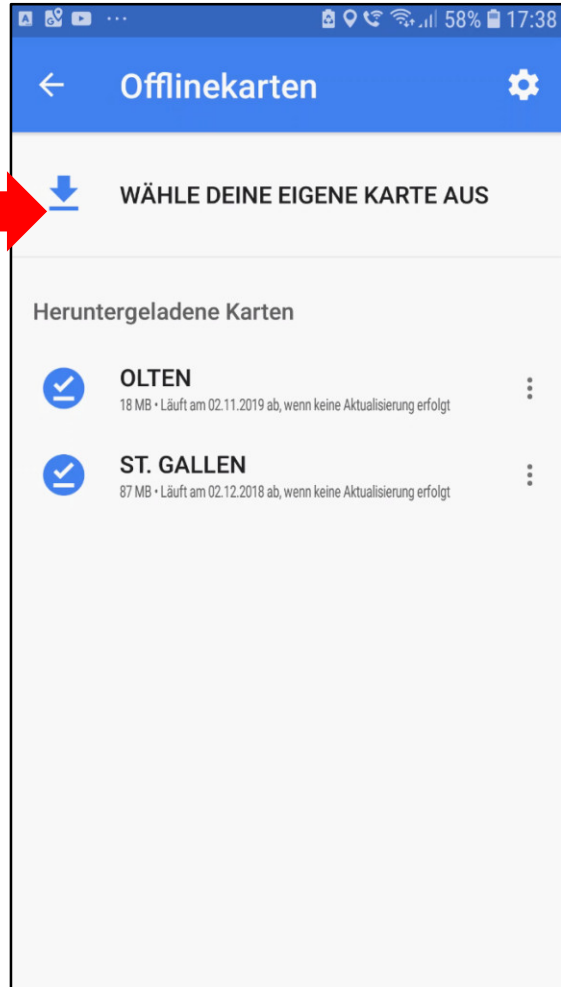 58% 17:38
Offlinekarten
WÄHLE DEINE EIGENE KARTE AUS
Heruntergeladene Karten
OLTEN
18 MB • Läuft am 02.11.2019 ab, wenn keine Aktualisierung erfolgt
ST. GALLEN
87 MB • Läuft am 02.12.2018 ab, wenn keine Aktualisierung erfolgt